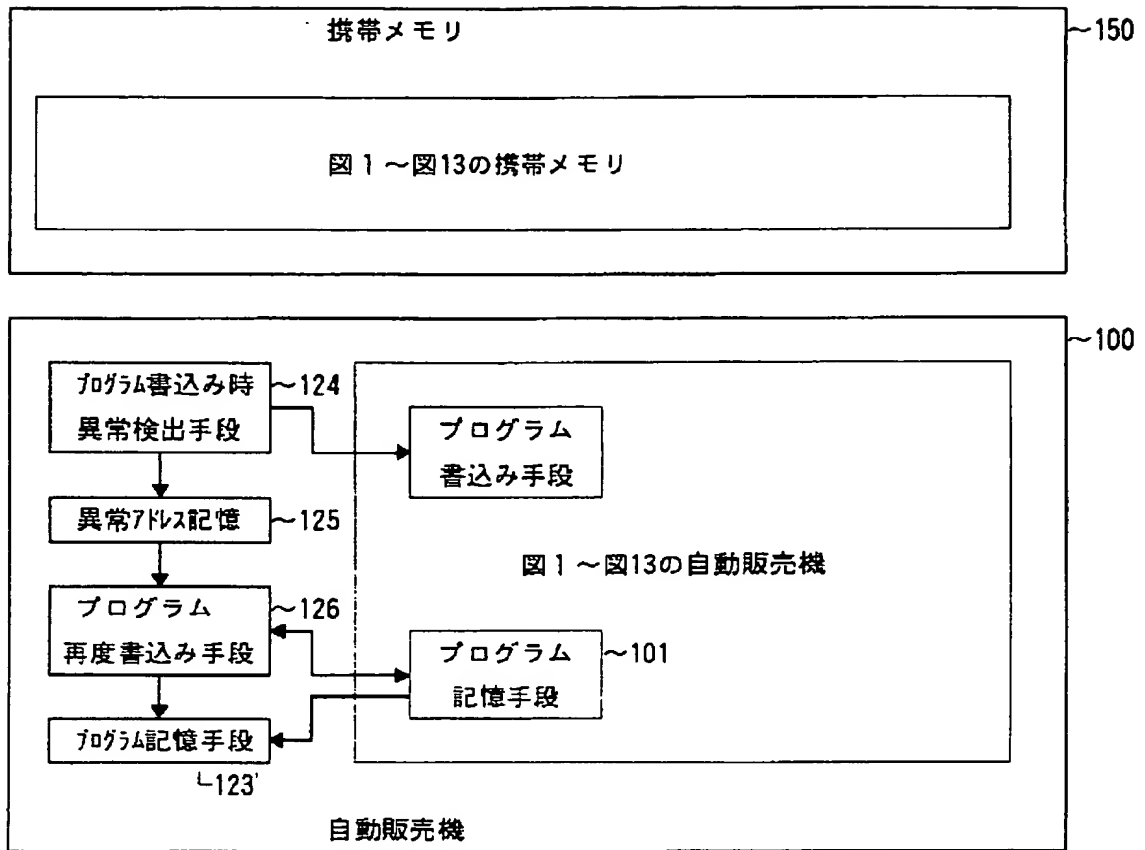 携帯メモリ
~150
図1~図13の携帯メモリ
~100
プログラム書込み時
異常検出手段
~124
プログラム
書込み手段
異常アドレス記憶
~125
図1~図13の自動販売機
プログラム
再度書込み手段
~126
プログラム
記憶手段
~101
プログラム記憶手段
123'
自動販売機